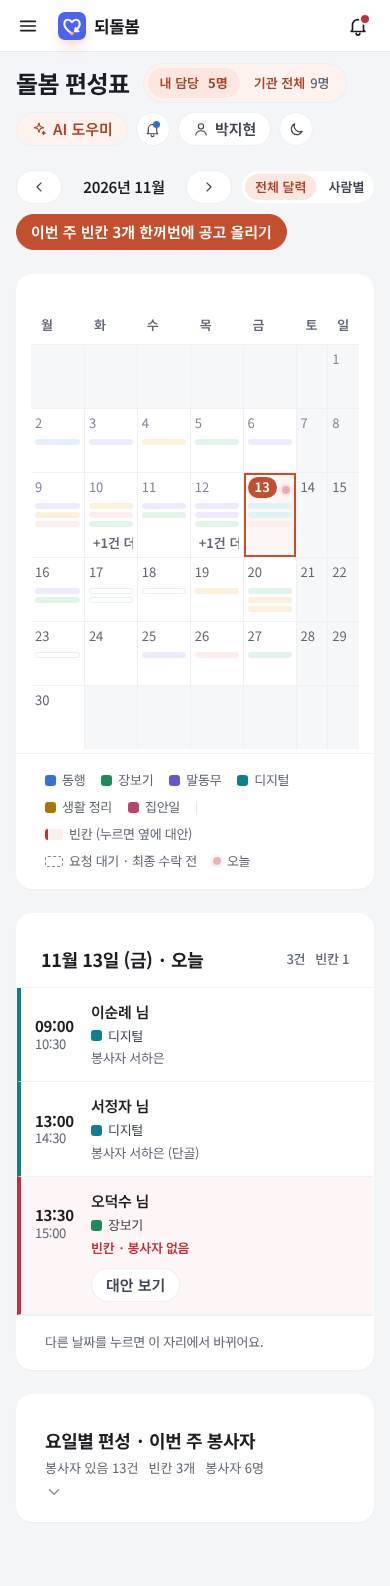 되돌봄
돌봄 편성표
내 담당 5명 기관 전체 9명
AI 도우미
박지현
2026년 11월
전체 달력 사람별
이번 주 빈칸 3개 한꺼번에 공고 올리기
월 화 수 목 금 토 일
1
2 3 4 5 6 7 8
9 10 11 12 13 14 15
+1건 더 +1건 더
16 17 18 19 20 21 22
23 24 25 26 27 28 29
30
동행 장보기 말동무 디지털
생활 정리 집안일
빈칸 (누르면 옆에 대안)
요청 대기 · 최종 수락 전 오늘
11월 13일 (금) · 오늘 3건 빈칸 1
09:00 이순례 님
10:30 디지털
봉사자 서하은
13:00 서정자 님
14:30 디지털
봉사자 서하은 (단골)
13:30 오덕수 님
15:00 장보기
빈칸 · 봉사자 없음
대안 보기
다른 날짜를 누르면 이 자리에서 바뀌어요.
요일별 편성 · 이번 주 봉사자
봉사자 있음 13건 빈칸 3개 봉사자 6명